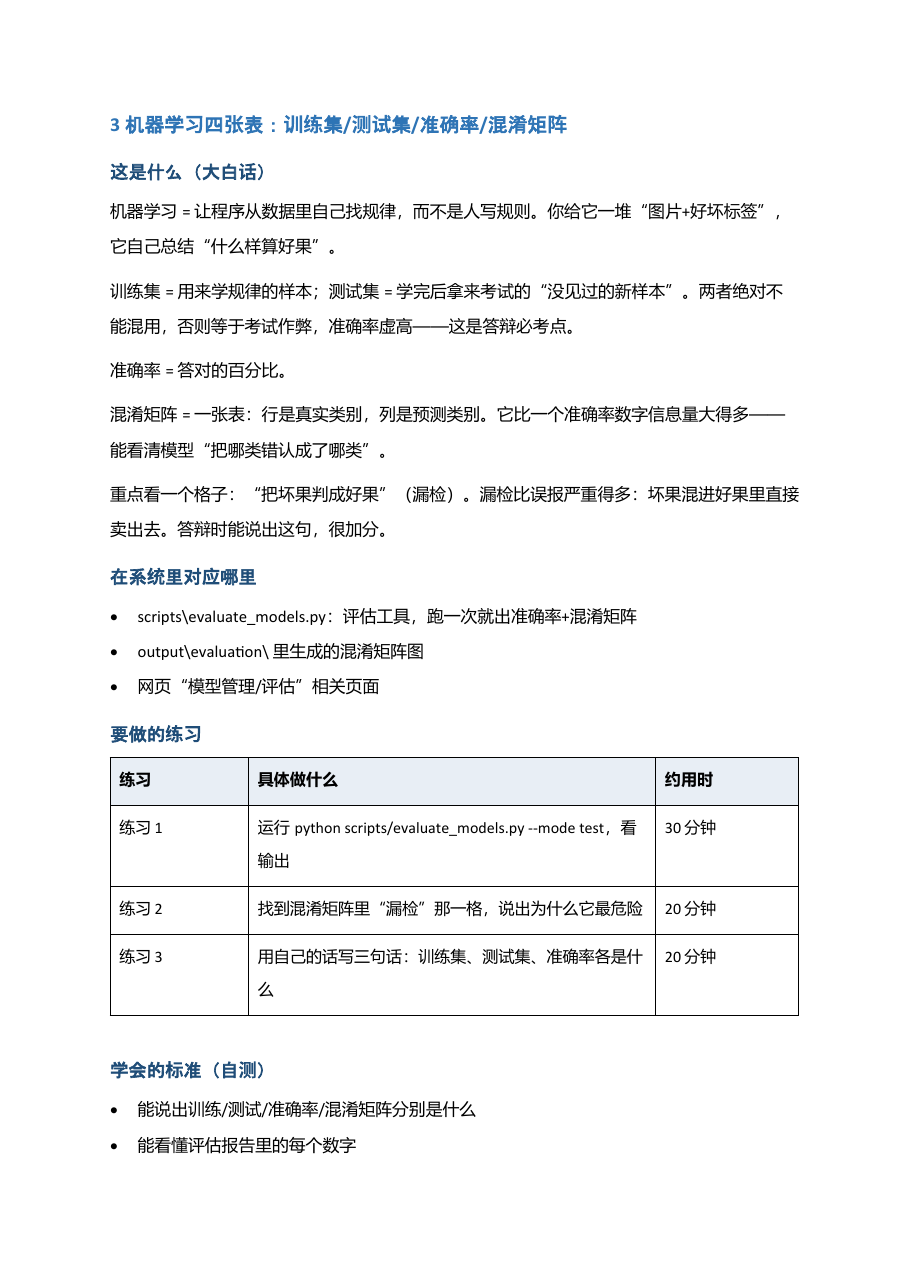 3 机器学习四张表：训练集/测试集/准确率/混淆矩阵
这是什么（大白话）
机器学习 = 让程序从数据里自己找规律，而不是人写规则。你给它一堆“图片+好坏标签”，
它自己总结“什么样算好果”。
训练集 = 用来学规律的样本；测试集 = 学完后拿来考试的“没见过的新样本”。两者绝对不
能混用，否则等于考试作弊，准确率虚高——这是答辩必考点。
准确率 = 答对的百分比。
混淆矩阵 = 一张表：行是真实类别，列是预测类别。它比一个准确率数字信息量大得多——
能看清模型“把哪类错认成了哪类”。
重点看一个格子：“把坏果判成好果”（漏检）。漏检比误报严重得多：坏果混进好果里直接
卖出去。答辩时能说出这句，很加分。
在系统里对应哪里
• scripts\evaluate_models.py：评估工具，跑一次就出准确率+混淆矩阵
• output\evaluation\ 里生成的混淆矩阵图
• 网页“模型管理/评估”相关页面
要做的练习
练习 具体做什么 约用时
练习 1 运行 python scripts/evaluate_models.py --mode test，看 30 分钟
输出
练习 2 找到混淆矩阵里“漏检”那一格，说出为什么它最危险 20 分钟
练习 3 用自己的话写三句话：训练集、测试集、准确率各是什 20 分钟
么
学会的标准（自测）
• 能说出训练/测试/准确率/混淆矩阵分别是什么
• 能看懂评估报告里的每个数字